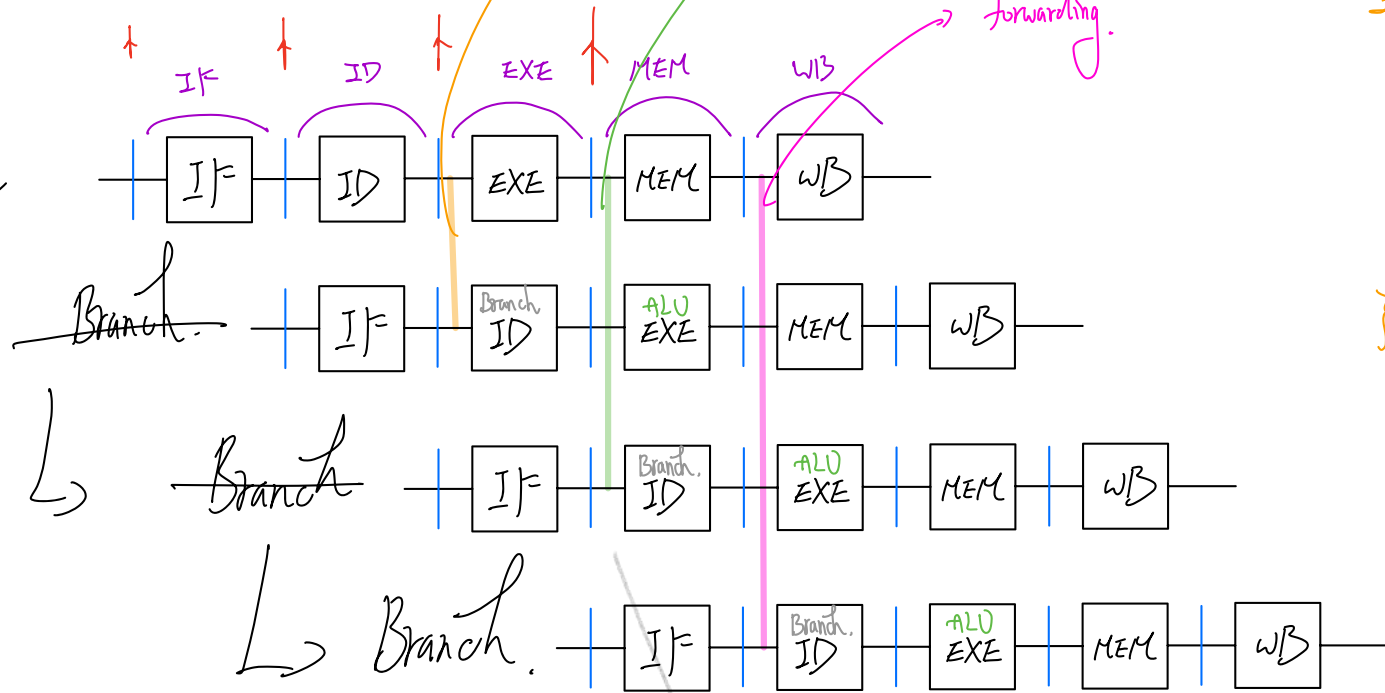 forwarding.
IF ID EXE MEM WB
IF ID EXE MEM WB
Branch. IF Branch ID ALU EXE MEM WB
Branch IF Branch. ID ALU EXE MEM WB
Branch. IF Branch. ID ALU EXE MEM WB